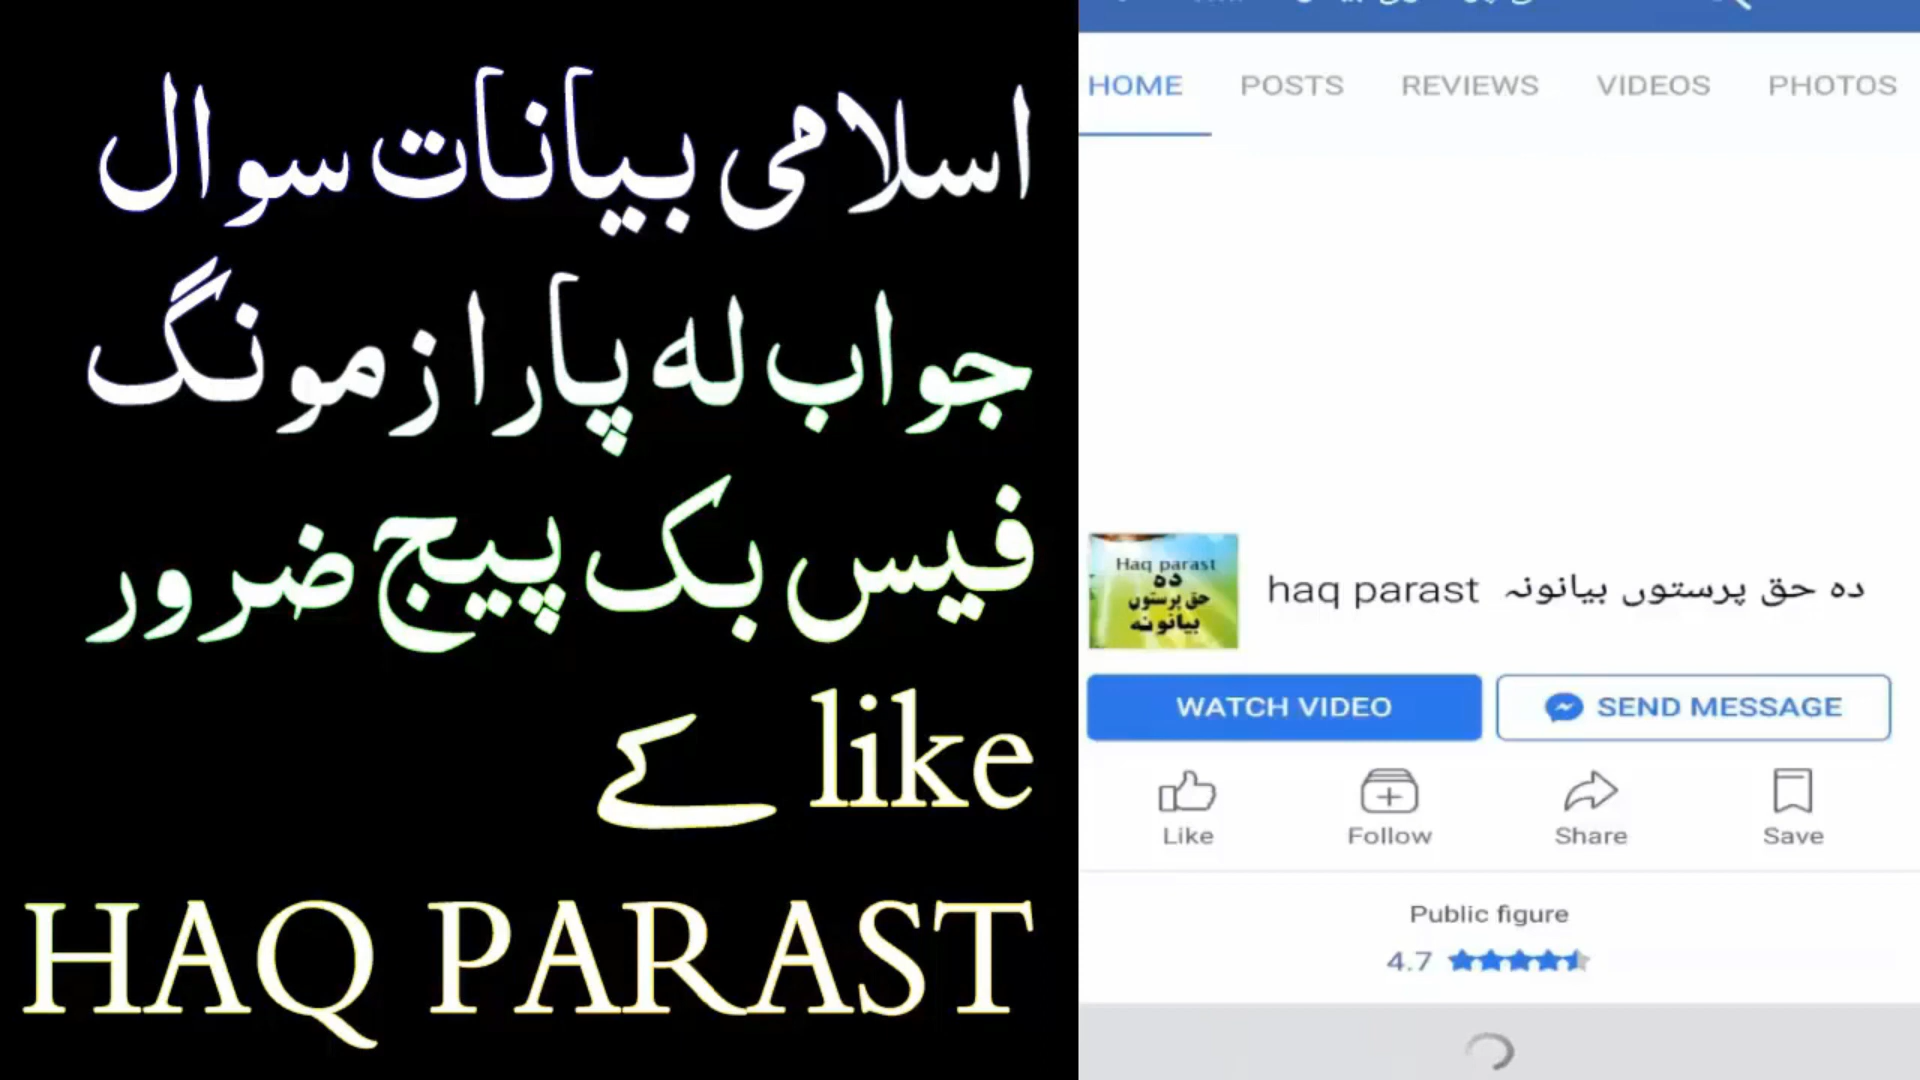 اسلامی بیانات سوال
جواب له پارا زمونگ
فیس بک پیج ضرور
like کے
HAQ PARAST
HOME POSTS REVIEWS VIDEOS PHOTOS
Haq parast
ده
حق پرستوں
بیانونه
haq parast ده حق پرستوں بیانونہ
WATCH VIDEO SEND MESSAGE
Like Follow Share Save
Public figure
4.7